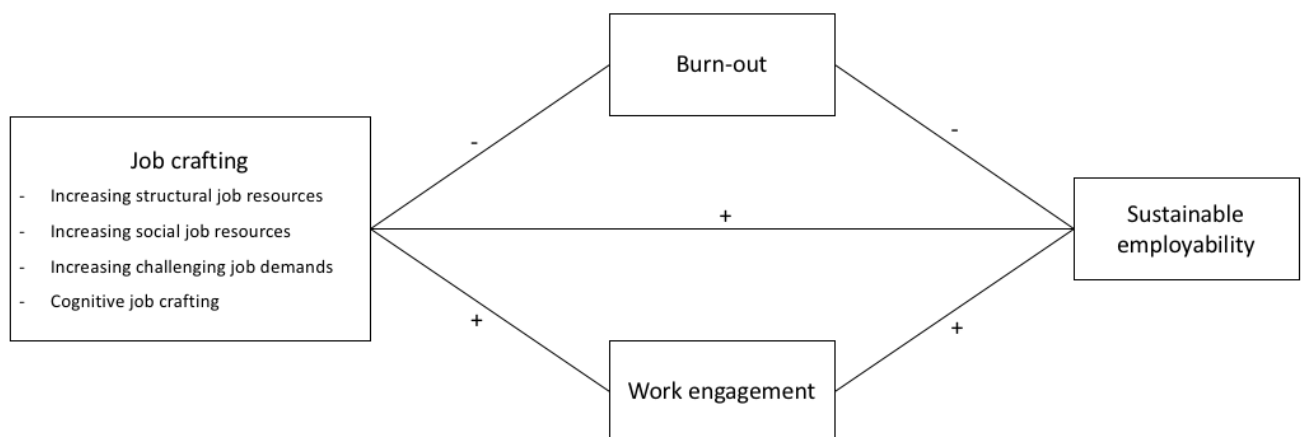 Burn-out
Job crafting
- Increasing structural job resources
- Increasing social job resources
- Increasing challenging job demands
- Cognitive job crafting
-
-
+
Sustainable
employability
+
+
Work engagement